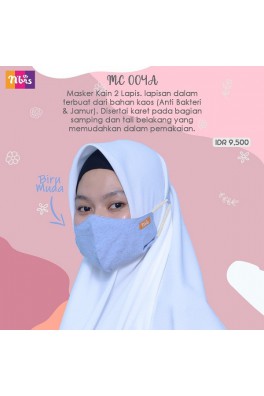 Nbrs
MC 004A
Masker Kain 2 Lapis, lapisan dalam
terbuat dari bahan kaos (Anti Bakteri
& Jamur). Disertai karet pada bagian
samping dan tali belakang yang
memudahkan dalam pemakaian.
IDR 9,500
Biru
Muda